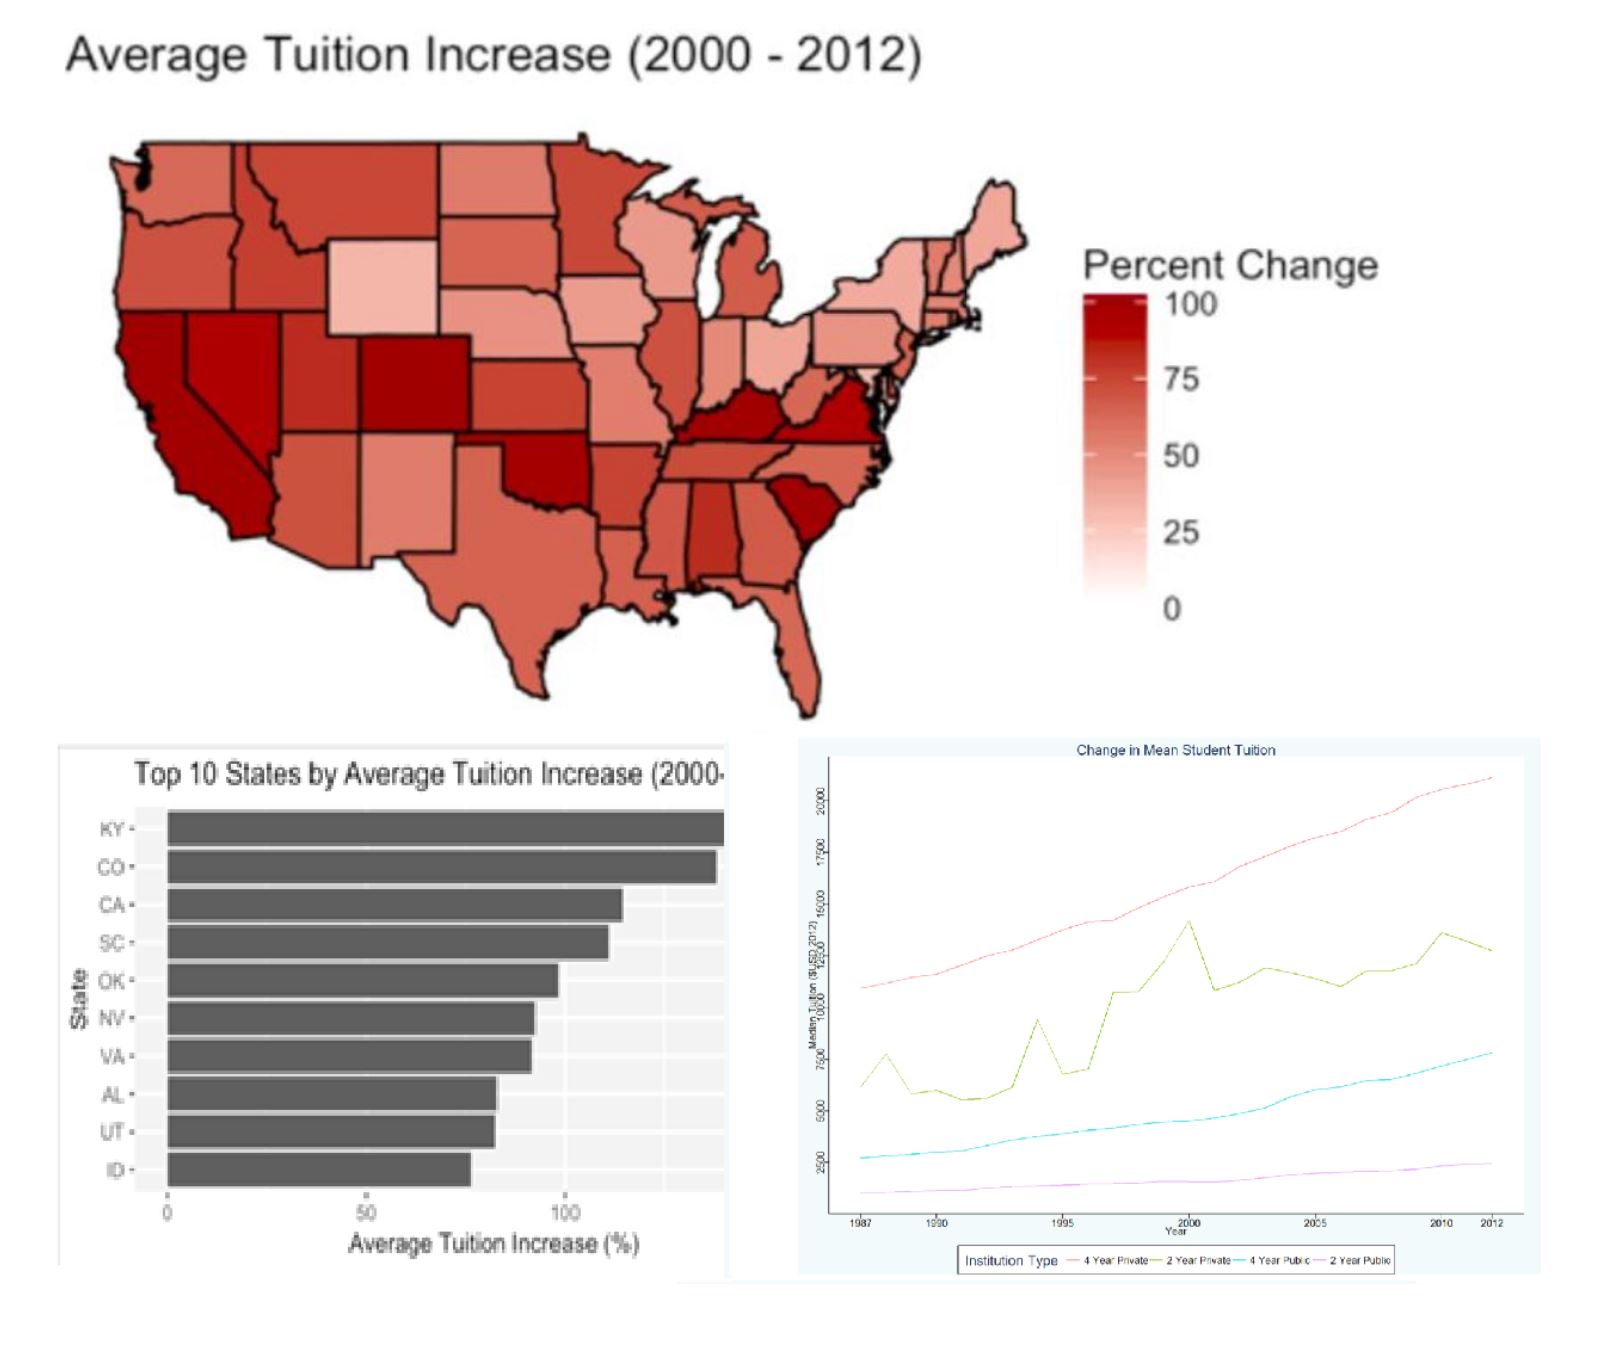 Average Tuition Increase (2000 - 2012)
Percent Change
100
75
50
25
0
Top 10 States by Average Tuition Increase (2000-
State
KY
CO
CA
SC
OK
NV
VA
AL
UT
ID
0 50 100
Average Tuition Increase (%)
Change in Mean Student Tuition
Median Tuition ($USD 2012)
20000
17500
15000
12500
10000
7500
5000
2500
1987 1990 1995 2000 2005 2010 2012
Year
Institution Type 4 Year Private 2 Year Private 4 Year Public 2 Year Public